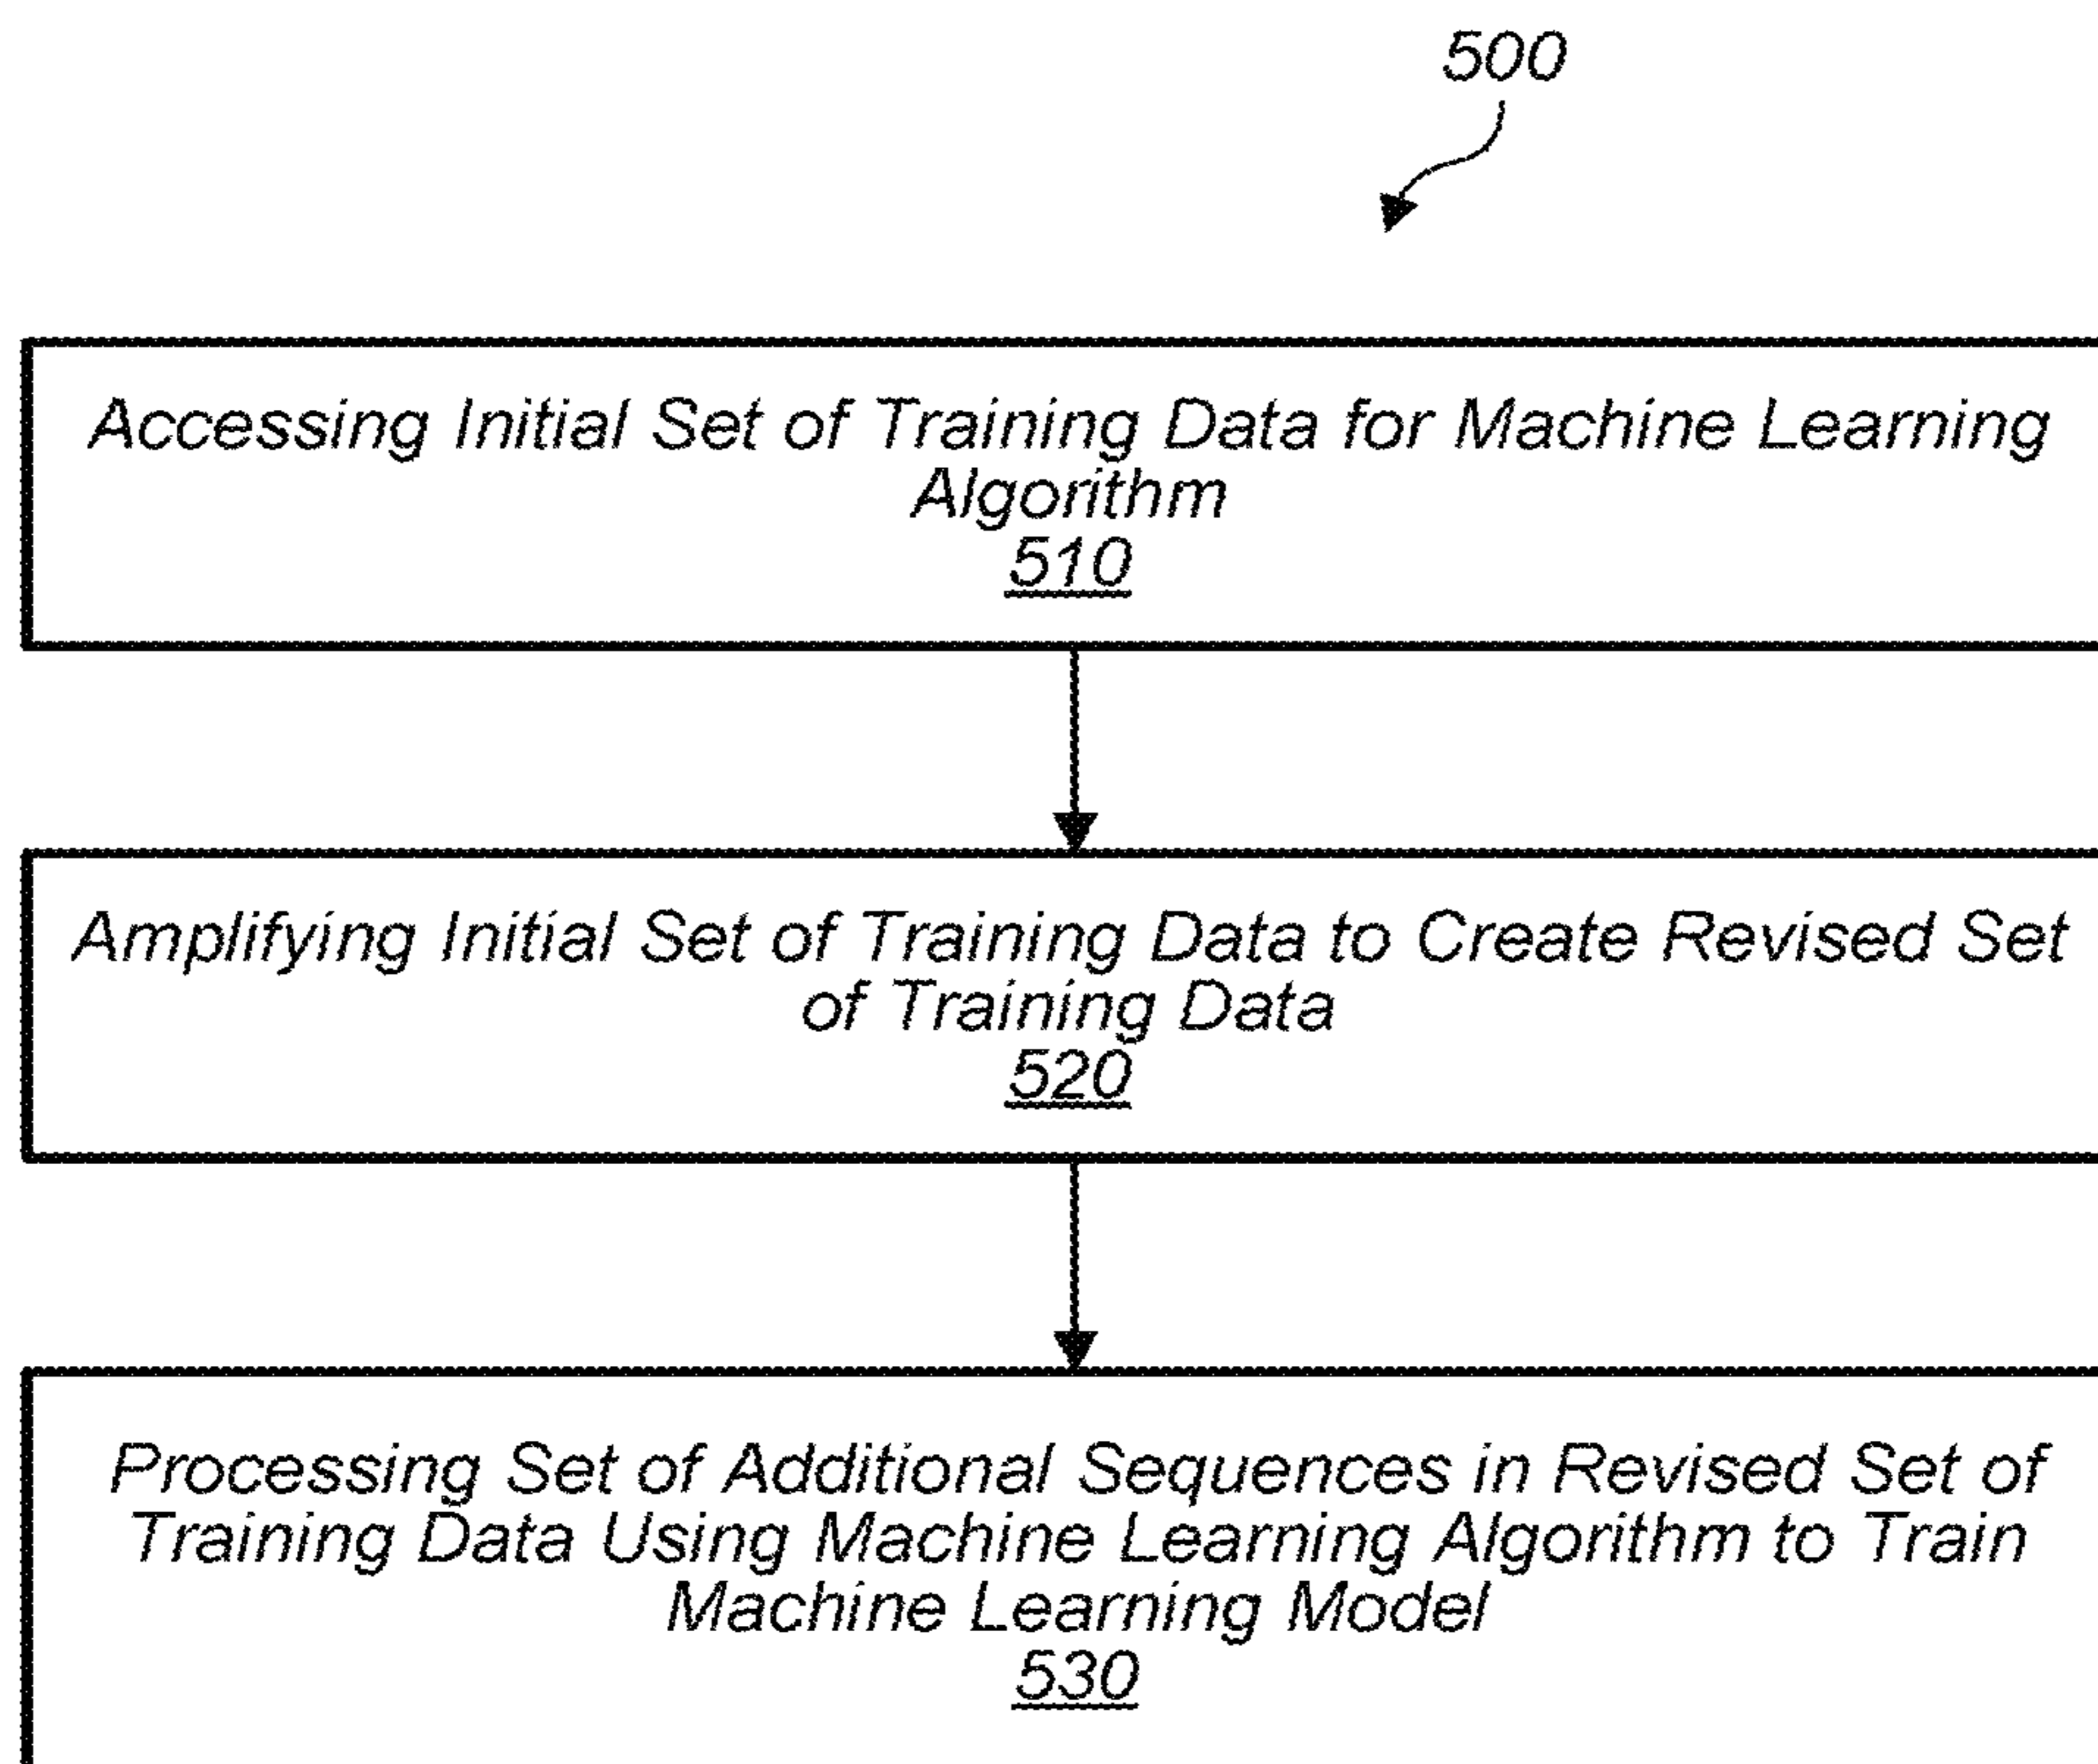 500
Accessing Initial Set of Training Data for Machine Learning
Algorithm
510
Amplifying Initial Set of Training Data to Create Revised Set
of Training Data
520
Processing Set of Additional Sequences in Revised Set of
Training Data Using Machine Learning Algorithm to Train
Machine Learning Model
530